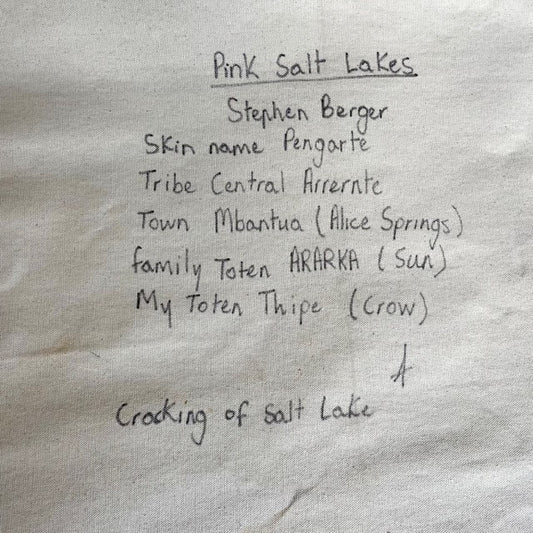 Pink Salt Lakes
Stephen Berger
Skin name Pengarte
Tribe Central Arrernte
Town Mbantua (Alice Springs)
family Toten ARARKA (Sun)
My Toten Thipe (Crow)
Cracking of Salt Lake